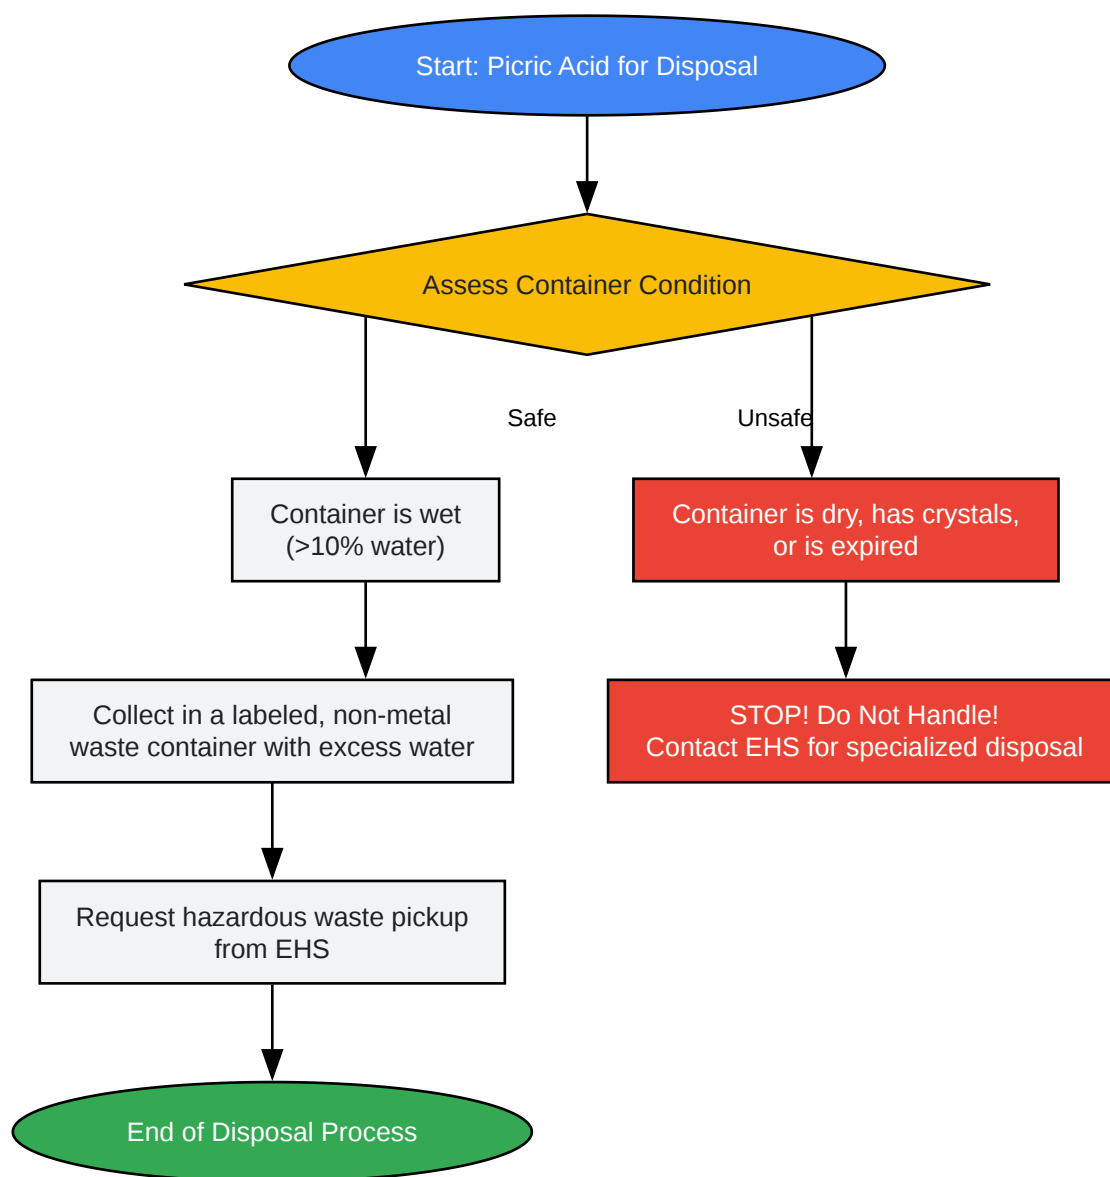 Start: Picric Acid for Disposal
Assess Container Condition
Safe
Unsafe
Container is wet
(>10% water)
Container is dry, has crystals,
or is expired
Collect in a labeled, non-metal
waste container with excess water
STOP! Do Not Handle!
Contact EHS for specialized disposal
Request hazardous waste pickup
from EHS
End of Disposal Process